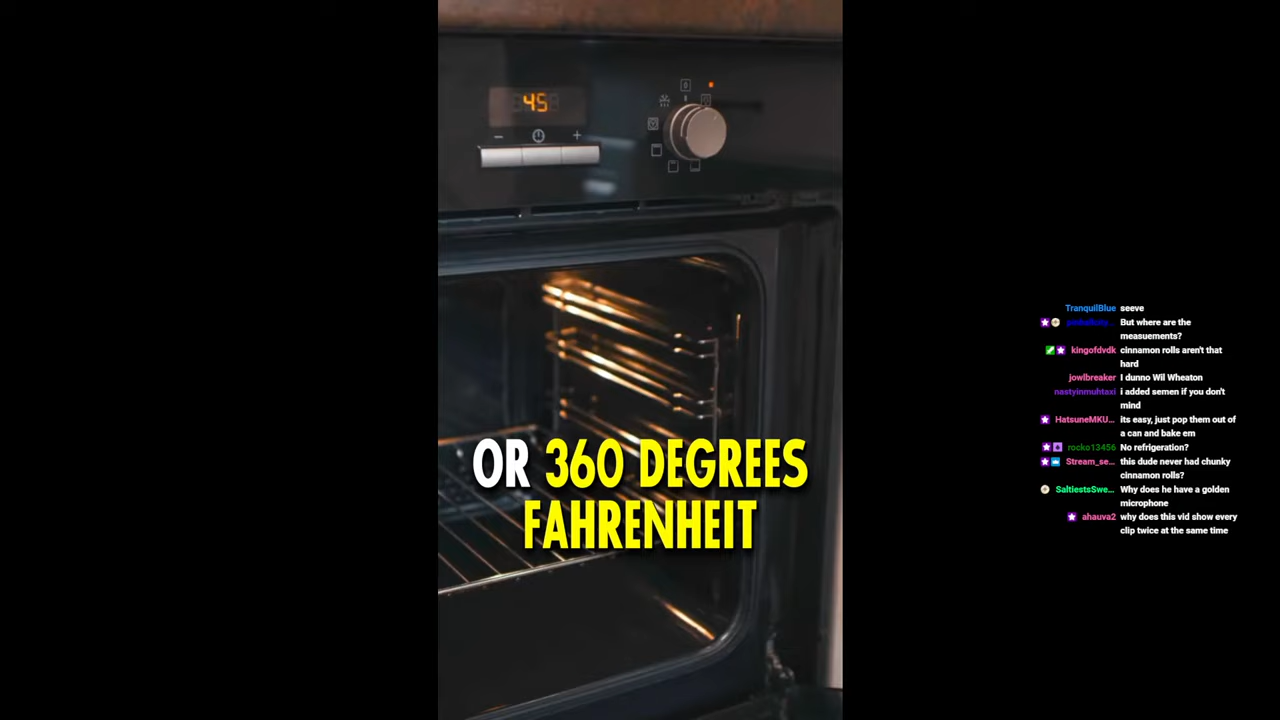 45
OR 360 DEGREES
FAHRENHEIT
TranquilBlue seeve
But where are the
measuements?
kingofdvdk cinnamon rolls aren't that
hard
jowlbreaker I dunno Wil Wheaton
nastyinmuhtaxi i added semen if you don't
mind
HatsuneMKU... its easy, just pop them out of
a can and bake em
rocko13456 No refrigeration?
Stream_se... this dude never had chunky
cinnamon rolls?
SaltiestsSwe... Why does he have a golden
microphone
ahauva2 why does this vid show every
clip twice at the same time